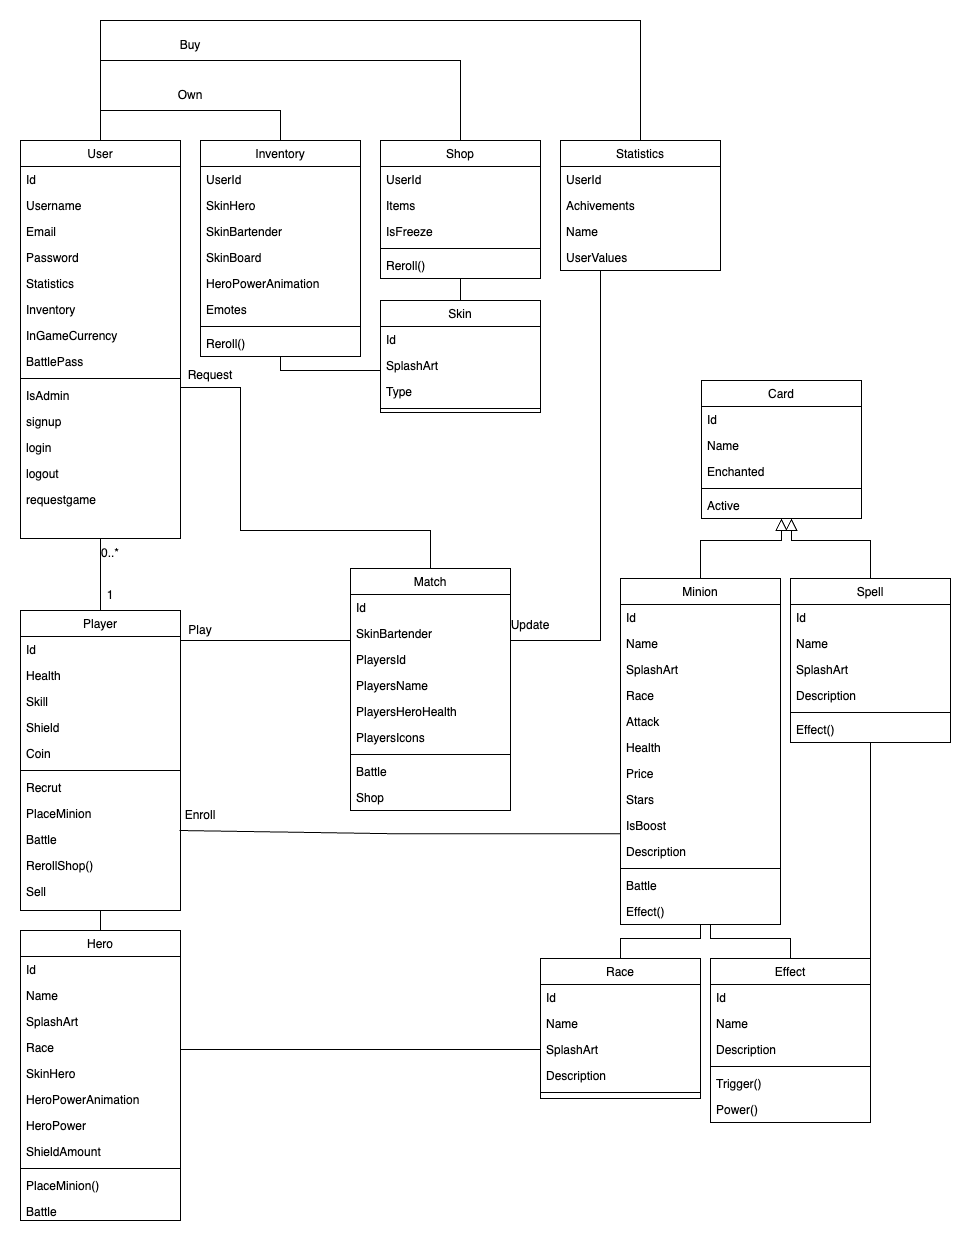 Buy
Own
User
Id
Username
Email
Password
Statistics
Inventory
InGameCurrency
BattlePass
IsAdmin
signup
login
logout
requestgame
Inventory
UserId
SkinHero
SkinBartender
SkinBoard
HeroPowerAnimation
Emotes
Reroll()
Shop
UserId
Items
IsFreeze
Reroll()
Statistics
UserId
Achivements
Name
UserValues
Skin
Id
SplashArt
Type
Request
Card
Id
Name
Enchanted
Active
0..*
1
Player
Id
Health
Skill
Shield
Coin
Recrut
PlaceMinion
Battle
RerollShop()
Sell
Play
Match
Id
SkinBartender
PlayersId
PlayersName
PlayersHeroHealth
PlayersIcons
Battle
Shop
Update
Minion
Id
Name
SplashArt
Race
Attack
Health
Price
Stars
IsBoost
Description
Battle
Effect()
Spell
Id
Name
SplashArt
Description
Effect()
Enroll
Hero
Id
Name
SplashArt
Race
SkinHero
HeroPowerAnimation
HeroPower
ShieldAmount
PlaceMinion()
Battle
Race
Id
Name
SplashArt
Description
Effect
Id
Name
Description
Trigger()
Power()